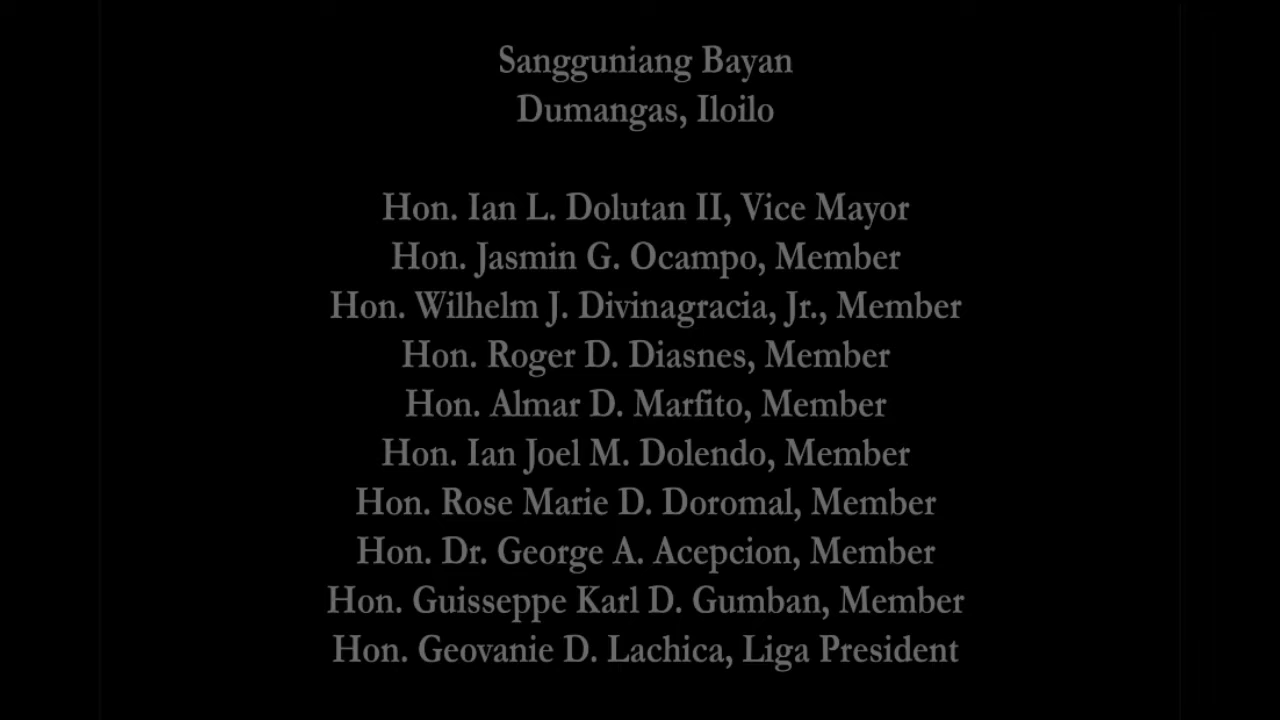 Sangguniang Bayan
Dumangas, Iloilo
Hon. Ian L. Dolutan II, Vice Mayor
Hon. Jasmin G. Ocampo, Member
Hon. Wilhelm J. Divinagracia, Jr., Member
Hon. Roger D. Diasnes, Member
Hon. Almar D. Marfito, Member
Hon. Ian Joel M. Dolendo, Member
Hon. Rose Marie D. Doromal, Member
Hon. Dr. George A. Acepcion, Member
Hon. Guisseppe Karl D. Gumban, Member
Hon. Geovanie D. Lachica, Liga President